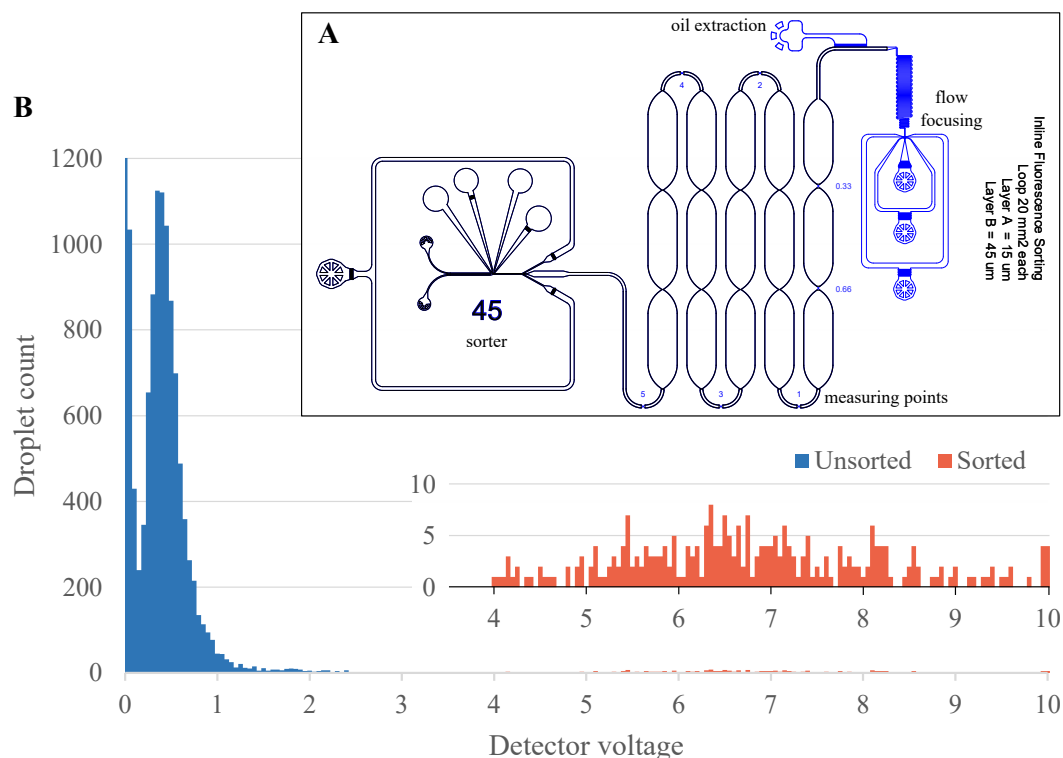 A
oil extraction
4
2
flow
focusing
Inline Fluorescence Sorting
Loop 20 mm2 each
Layer A = 15 um
Layer B = 45 um
0.33
0.66
45
sorter
5
3
1
measuring points
B
1200
1000
800
600
400
200
0
Droplet count
Unsorted
Sorted
10
5
0
4 5 6 7 8 9 10
0 1 2 3 4 5 6 7 8 9 10
Detector voltage